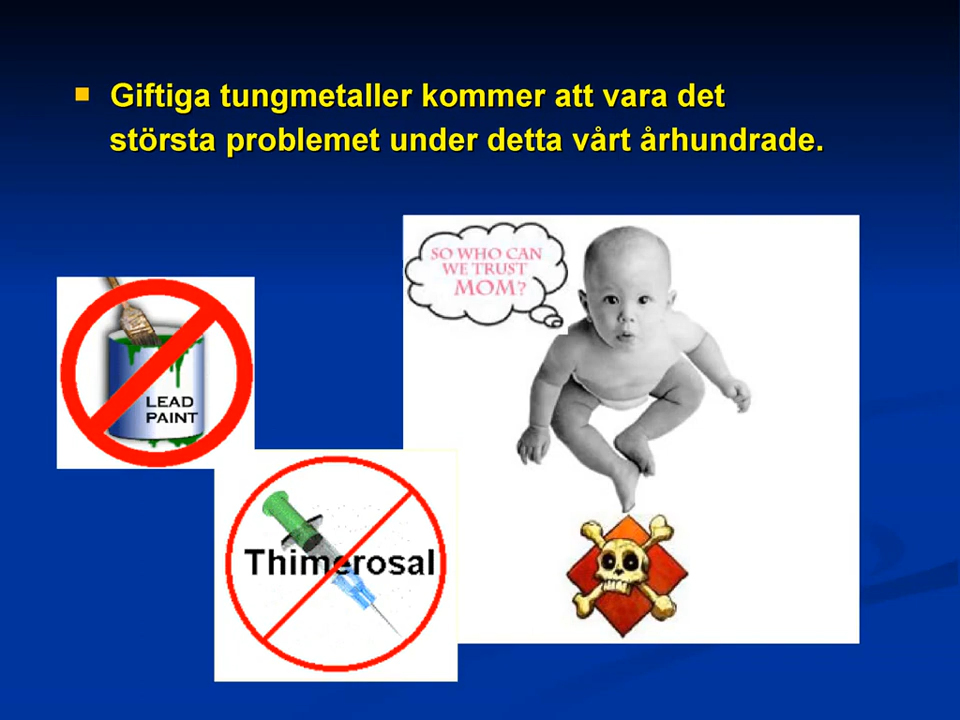 Giftiga tungmetaller kommer att vara det
största problemet under detta vårt århundrade.
SO WHO CAN
WE TRUST
MOM?
LEAD
PAINT
Thimerosal